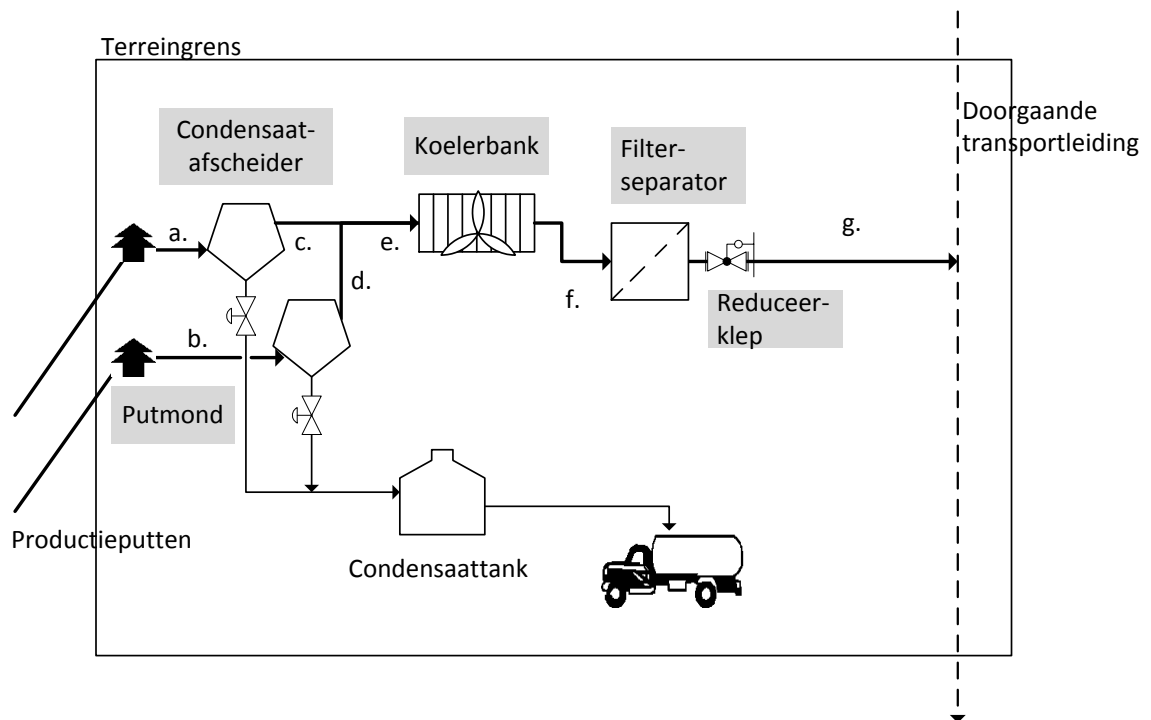 Terreingrens
Condensaat-
afscheider
Koelerbank
Filter-
separator
Doorgaande
transportleiding
a.
c.
e.
g.
d.
f.
b.
Reduceer-
klep
Putmond
Productieputten
Condensaattank